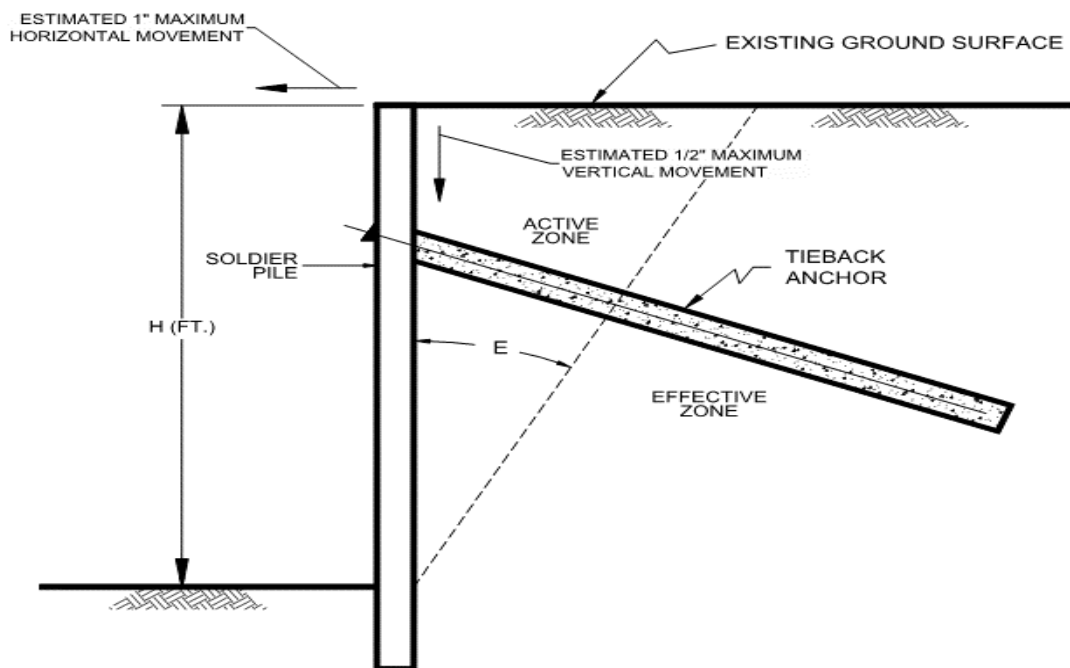 ESTIMATED 1" MAXIMUM
HORIZONTAL MOVEMENT
EXISTING GROUND SURFACE
ESTIMATED 1/2" MAXIMUM
VERTICAL MOVEMENT
ACTIVE
ZONE
SOLDIER
PILE
TIEBACK
ANCHOR
H (FT.)
E
EFFECTIVE
ZONE